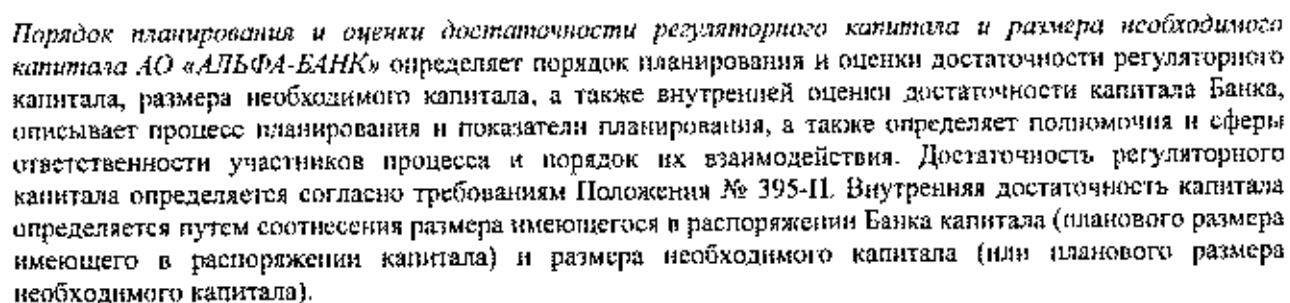 Порядок планирования и оценки достаточности регуляторного капитала и размера необходимого
капитала АО «АЛЬФА-БАНК» определяет порядок планирования и оценки достаточности регуляторного
капитала, размера необходимого капитала, а также внутренней оценки достаточности капитала Банка,
описывает процесс планирования и показатели планирования, а также определяет полномочия и сферы
ответственности участников процесса и порядок их взаимодействия. Достаточность регуляторного
капитала определяется согласно требованиям Положения № 395-П. Внутренняя достаточность капитала
определяется путем соотнесения размера имеющегося в распоряжении Банка капитала (планового размера
имеющего в распоряжении капитала) и размера необходимого капитала (или планового размера
необходимого капитала).